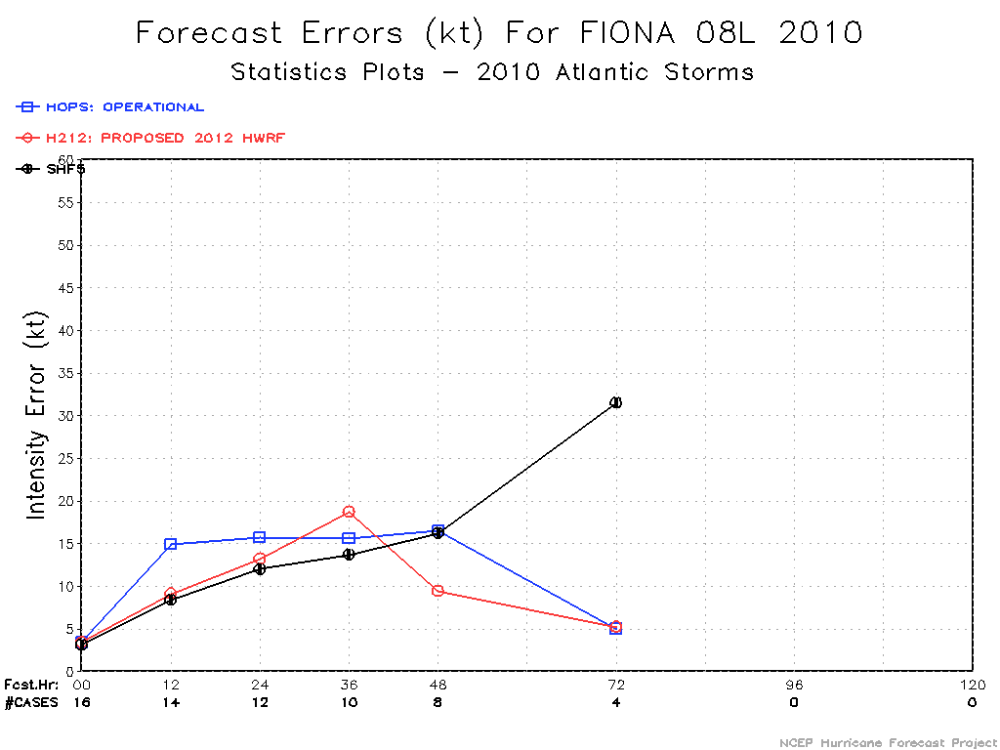 Forecast Errors (kt) For FIONA 08L 2010
Statistics Plots - 2010 Atlantic Storms
HOPS: OPERATIONAL
H212: PROPOSED 2012 HWRF
SHF5
60
55
50
45
40
35
30
25
20
15
10
5
0
Intensity Error (kt)
Fcst.Hr: 00 12 24 36 48 72 96 120
#CASES 16 14 12 10 8 4 0 0
NCEP Hurricane Forecast Project